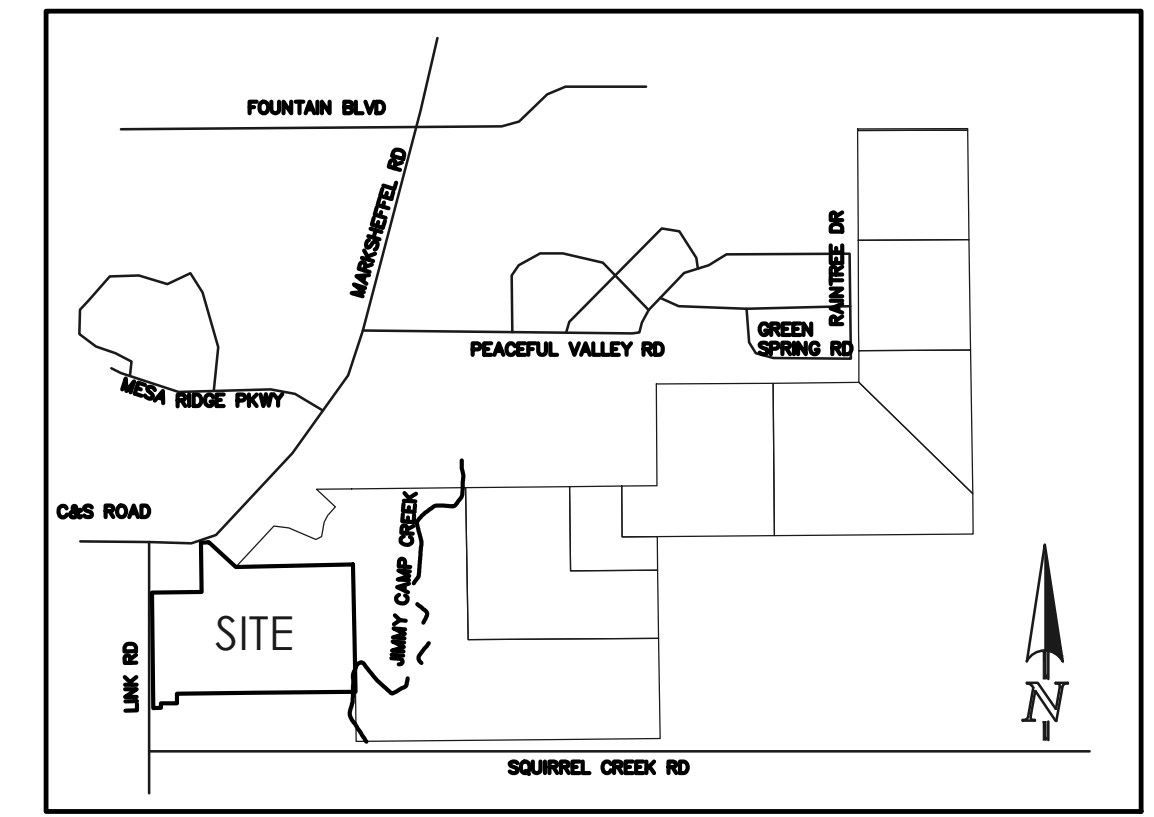 FOUNTAIN BLVD
MARKSHEFFEL RD
RAINTREE DR
GREEN
SPRING RD
PEACEFUL VALLEY RD
MESA RIDGE PKWY
C&S ROAD
JIMMY CAMP CREEK
SITE
LINK RD
N
SQUIRREL CREEK RD